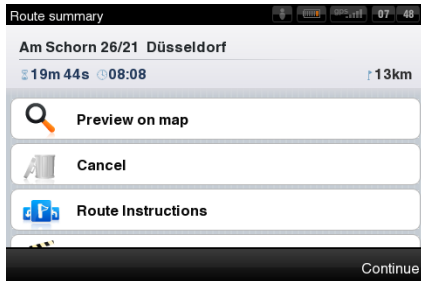 Route summary GPS 07 48
Am Schorn 26/21 Düsseldorf
19m 44s 08:08 13km
Preview on map
Cancel
Route Instructions
Continue